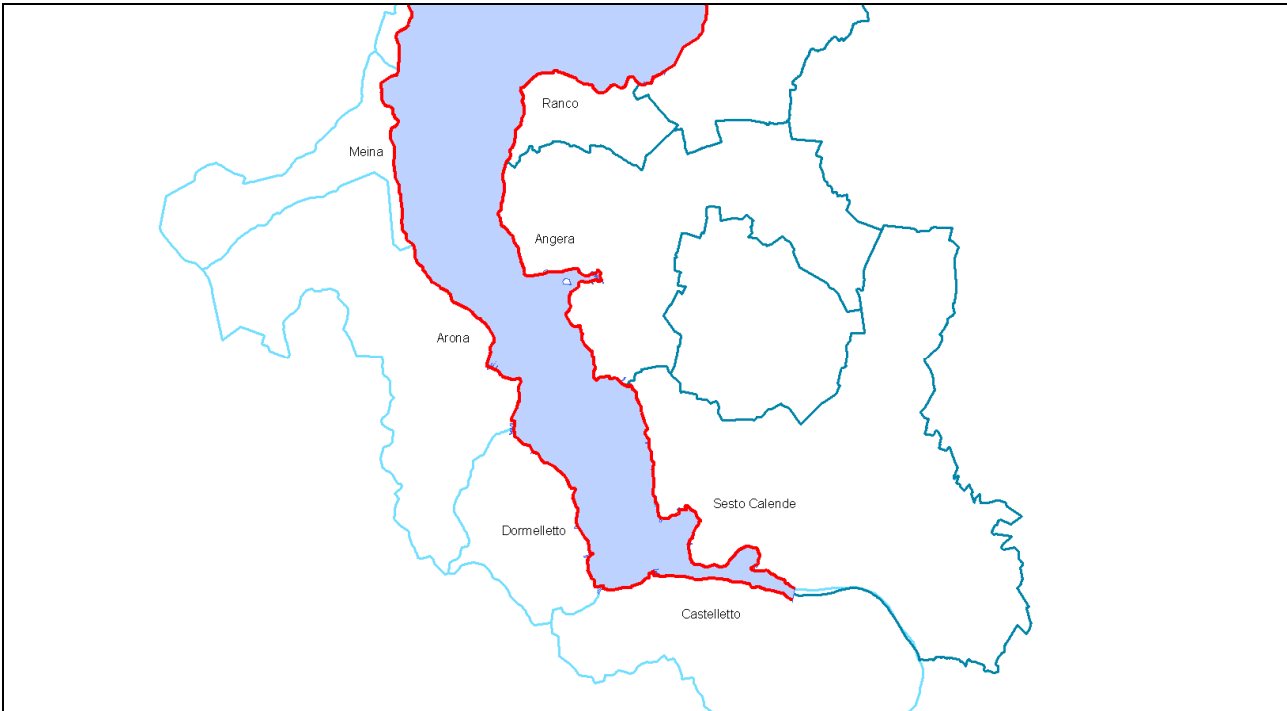 Ranco
Meina
Angera
Arona
Sesto Calende
Dormelletto
Castelletto